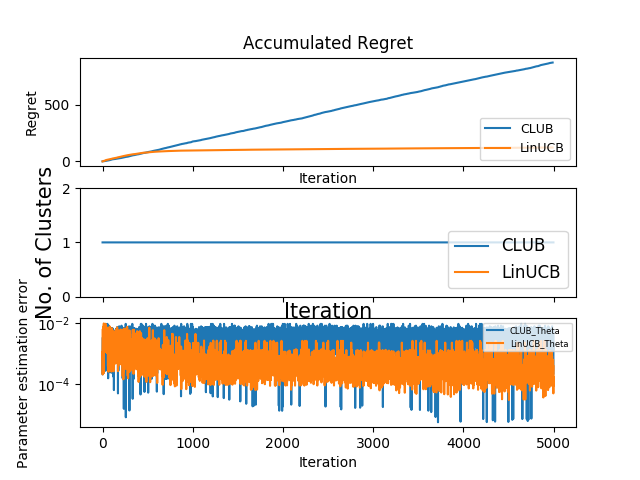 Accumulated Regret
Regret
500
0
CLUB
LinUCB
Iteration
No. of Clusters
2
1
0
CLUB
LinUCB
Iteration
Parameter estimation error
10⁻²
10⁻⁴
CLUB_Theta
LinUCB_Theta
0 1000 2000 3000 4000 5000
Iteration